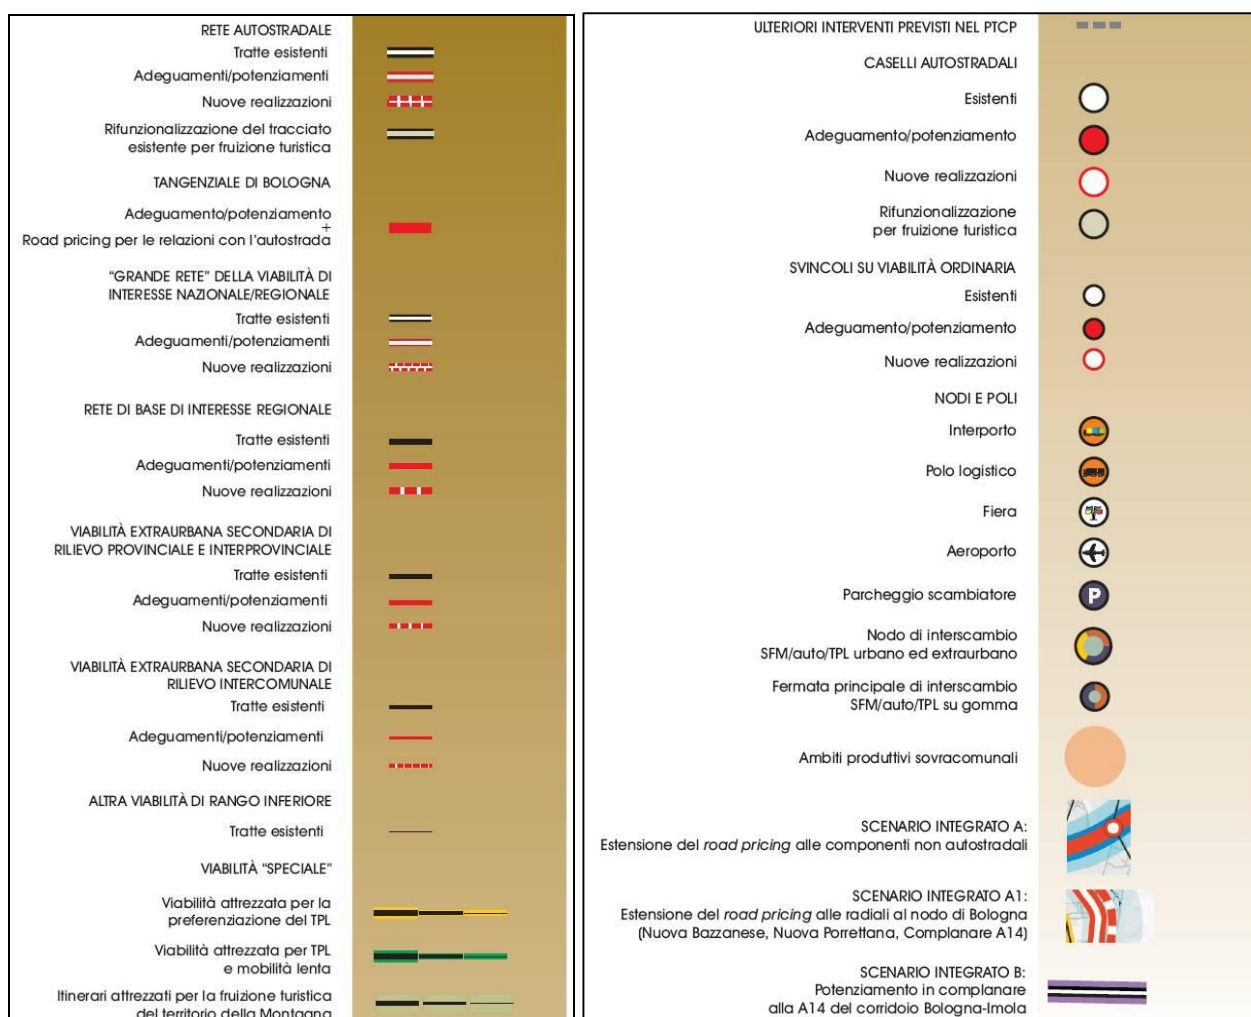 RETE AUTOSTRADALE
Tratte esistenti
Adeguamenti/potenziamenti
Nuove realizzazioni
Rifunzionalizzazione del tracciato
esistente per fruizione turistica
TANGENZIALE DI BOLOGNA
Adeguamento/potenziamento
+
Road pricing per le relazioni con l'autostrada
"GRANDE RETE" DELLA VIABILITÀ DI
INTERESSE NAZIONALE/REGIONALE
Tratte esistenti
Adeguamenti/potenziamenti
Nuove realizzazioni
RETE DI BASE DI INTERESSE REGIONALE
Tratte esistenti
Adeguamenti/potenziamenti
Nuove realizzazioni
VIABILITÀ EXTRAURBANA SECONDARIA DI
RILIEVO PROVINCIALE E INTERPROVINCIALE
Tratte esistenti
Adeguamenti/potenziamenti
Nuove realizzazioni
VIABILITÀ EXTRAURBANA SECONDARIA DI
RILIEVO INTERCOMUNALE
Tratte esistenti
Adeguamenti/potenziamenti
Nuove realizzazioni
ALTRA VIABILITÀ DI RANGO INFERIORE
Tratte esistenti
VIABILITÀ "SPECIALE"
Viabilità attrezzata per la
preferenziazione del TPL
Viabilità attrezzata per TPL
e mobilità lenta
Itinerari attrezzati per la fruizione turistica
del territorio della Montagna
ULTERIORI INTERVENTI PREVISTI NEL PTCP
CASELLI AUTOSTRADALI
Esistenti
Adeguamento/potenziamento
Nuove realizzazioni
Rifunzionalizzazione
per fruizione turistica
SVINCOLI SU VIABILITÀ ORDINARIA
Esistenti
Adeguamento/potenziamento
Nuove realizzazioni
NODI E POLI
Interporto
Polo logistico
Fiera
Aeroporto
Parcheggio scambiatore
P
Nodo di interscambio
SFM/auto/TPL urbano ed extraurbano
Fermata principale di interscambio
SFM/auto/TPL su gomma
Ambiti produttivi sovracomunali
SCENARIO INTEGRATO A:
Estensione del road pricing alle componenti non autostradali
SCENARIO INTEGRATO A1:
Estensione del road pricing alle radiali al nodo di Bologna
(Nuova Bazzanese, Nuova Porrettana, Complanare A14)
SCENARIO INTEGRATO B:
Potenziamento in complanare
alla A14 del corridoio Bologna-Imola